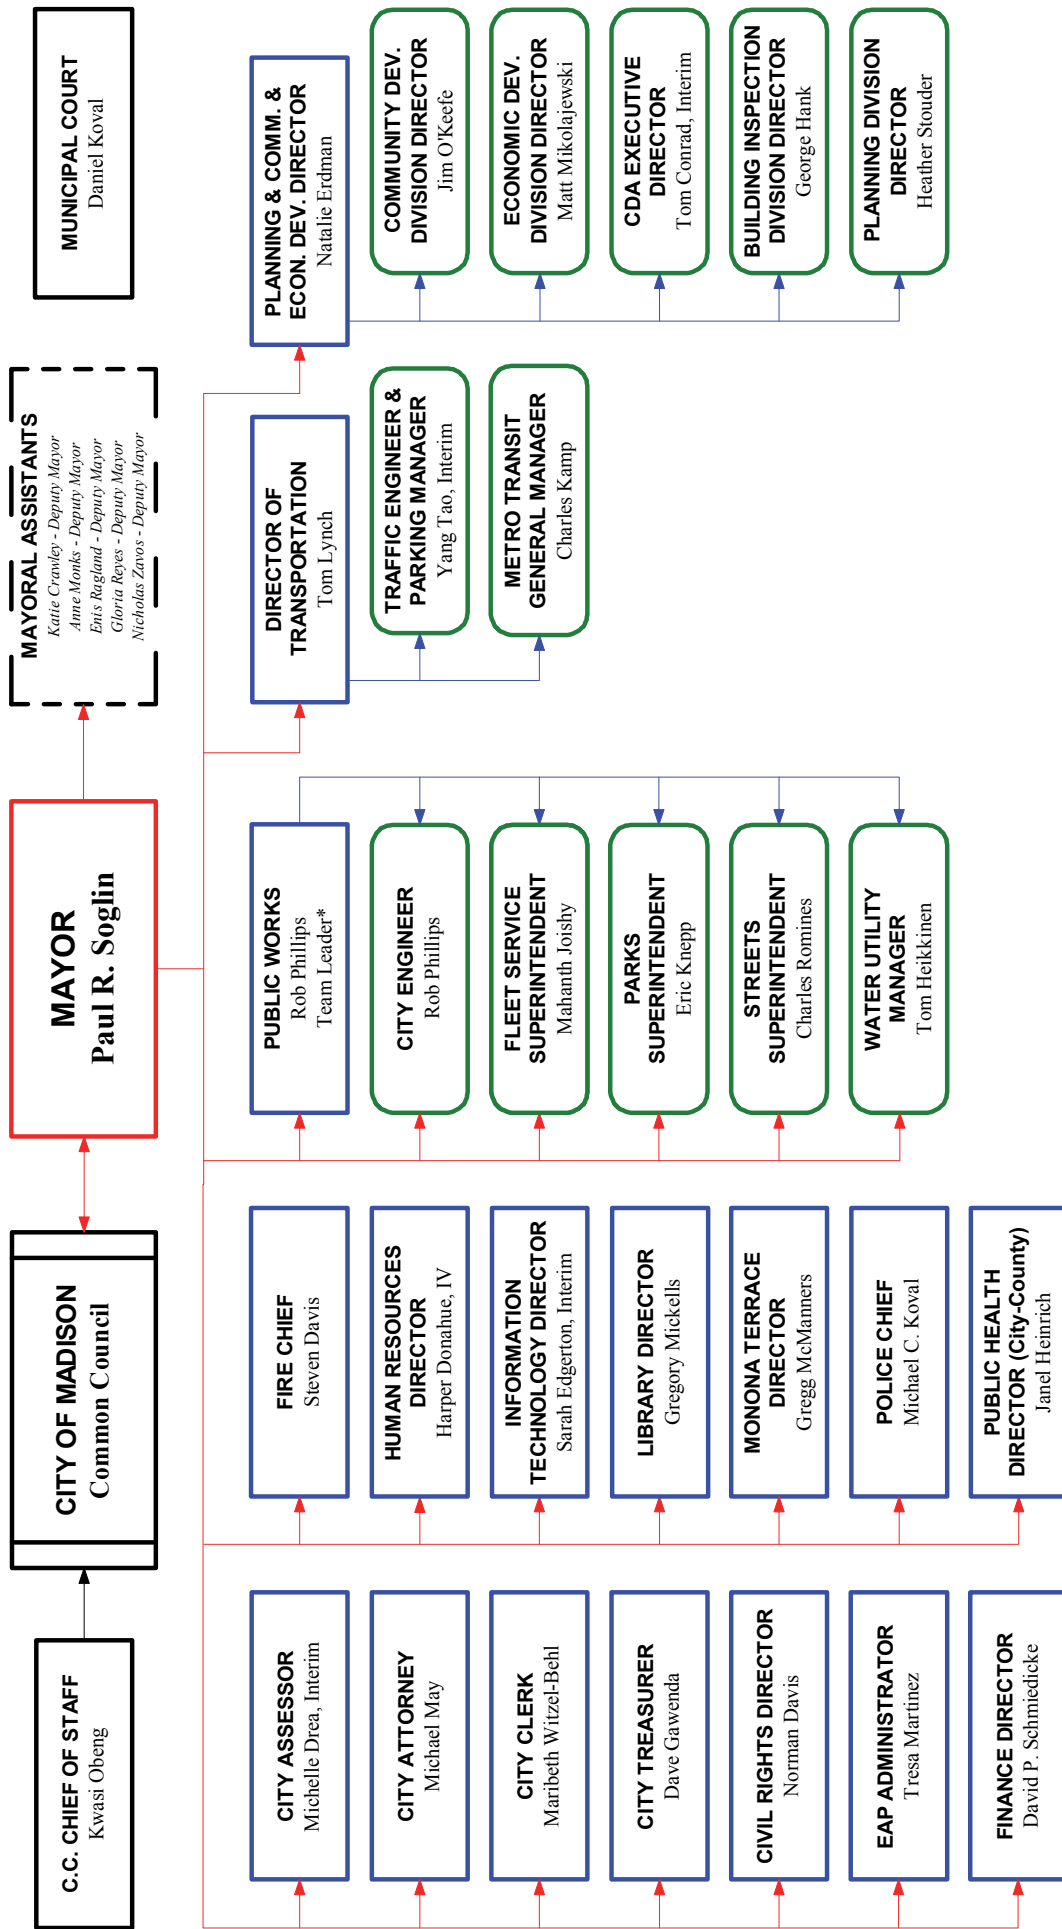 C.C. CHIEF OF STAFF
Kwasi Obeng
CITY OF MADISON
Common Council
MAYOR
Paul R. Soglin
MAYORAL ASSISTANTS
Katie Crawley - Deputy Mayor
Anne Monks - Deputy Mayor
Enis Ragland - Deputy Mayor
Gloria Reyes - Deputy Mayor
Nicholas Zavos - Deputy Mayor
MUNICIPAL COURT
Daniel Koval
CITY ASSESSOR
Michelle Drea, Interim
CITY ATTORNEY
Michael May
CITY CLERK
Maribeth Witzel-Behl
CITY TREASURER
Dave Gawenda
CIVIL RIGHTS DIRECTOR
Norman Davis
EAP ADMINISTRATOR
Tresa Martinez
FINANCE DIRECTOR
David P. Schmiedicke
FIRE CHIEF
Steven Davis
HUMAN RESOURCES
DIRECTOR
Harper Donahue, IV
INFORMATION
TECHNOLOGY DIRECTOR
Sarah Edgerton, Interim
LIBRARY DIRECTOR
Gregory Mickells
MONONA TERRACE
DIRECTOR
Gregg McManners
POLICE CHIEF
Michael C. Koval
PUBLIC HEALTH
DIRECTOR (City-County)
Janel Heinrich
PUBLIC WORKS
Rob Phillips
Team Leader*
CITY ENGINEER
Rob Phillips
FLEET SERVICE
SUPERINTENDENT
Mahanth Joishy
PARKS
SUPERINTENDENT
Eric Knepp
STREETS
SUPERINTENDENT
Charles Romines
WATER UTILITY
MANAGER
Tom Heikkinen
DIRECTOR OF
TRANSPORTATION
Tom Lynch
TRAFFIC ENGINEER &
PARKING MANAGER
Yang Tao, Interim
METRO TRANSIT
GENERAL MANAGER
Charles Kamp
PLANNING & COMM. &
ECON. DEV. DIRECTOR
Natalie Erdman
COMMUNITY DEV.
DIVISION DIRECTOR
Jim O'Keefe
ECONOMIC DEV.
DIVISION DIRECTOR
Matt Mikolajewski
CDA EXECUTIVE
DIRECTOR
Tom Conrad, Interim
BUILDING INSPECTION
DIVISION DIRECTOR
George Hank
PLANNING DIVISION
DIRECTOR
Heather Stouder